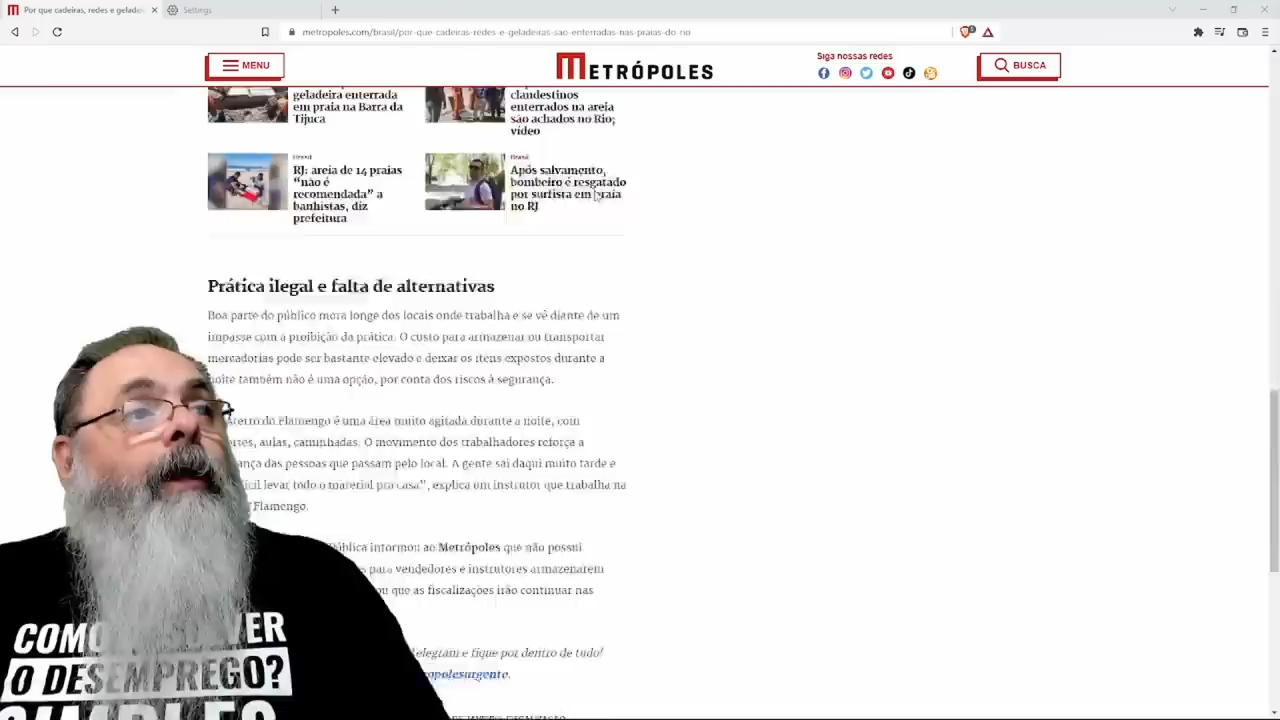 Por que cadeiras, redes e gelade
Settings
metropoles.com/brasil/por-que-cadeiras-redes-e-geladeiras-sao-enterradas-nas-praias-do-rio
MENU
METRÓPOLES
Siga nossas redes
BUSCA
geladeira enterrada
em praia na Barra da
Tijuca
clandestinos
enterrados na areia
são achados no Rio;
vídeo
Brasil
RJ: areia de 14 praias
“não é
recomendada” a
banhistas, diz
prefeitura
Brasil
Após salvamento,
bombeiro é resgatado
por surfista em praia
no RJ
Prática ilegal e falta de alternativas
Boa parte do público mora longe dos locais onde trabalha e se vê diante de um
impasse com a proibição da prática. O custo para armazenar ou transportar
mercadorias pode ser bastante elevado e deixar os itens expostos durante a
noite também não é uma opção, por conta dos riscos à segurança.
Aterro do Flamengo é uma área muito agitada durante a noite, com
aulas, caminhadas. O movimento dos trabalhadores reforça a
das pessoas que passam pelo local. A gente sai daqui muito tarde e
levar todo o material pra casa”, explica um instrutor que trabalha na
Flamengo.
ública informou ao Metrópoles que não possui
para vendedores e instrutores armazenarem
ou que as fiscalizações irão continuar nas
elegram e fique por dentro de tudo!
opolesurgente.
COMO VER
O DESEMPREGO?